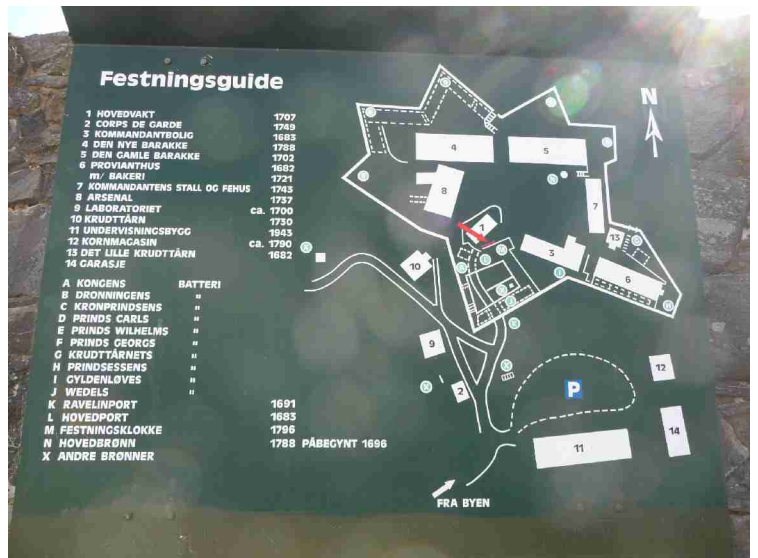 Festningsguide
1 HOVEDVAKT 1707
2 CORPS DE GARDE 1749
3 KOMMANDANTBOLIG 1683
4 DEN NYE BARAKKE 1788
5 DEN GAMLE BARAKKE 1702
6 PROVIANTHUS 1682
m/ BAKERI 1721
7 KOMMANDANTENS STALL OG FEHUS 1743
8 ARSENAL 1737
9 LABORATORIET ca. 1700
10 KRUDTTÅRN 1730
11 UNDERVISNINGSBYGG 1943
12 KORNMAGASIN ca. 1790
13 DET LILLE KRUDTTÅRN 1682
14 GARASJE
A KONGENS BATTERI
B DRONNINGENS "
C KRONPRINDSENS "
D PRINDS CARLS "
E PRINDS WILHELMS "
F PRINDS GEORGS "
G KRUDTTÅRNETS "
H PRINDSESSENS "
I GYLDENLØVES "
J WEDELS "
K RAVELINPORT 1691
L HOVEDPORT 1683
M FESTNINGSKLOKKE 1796
N HOVEDBRØNN 1788 PÅBEGYNT 1696
X ANDRE BRØNNER
N
4
5
8
7
1
13
3
6
10
X
9
X
X
2
P
12
14
11
FRA BYEN